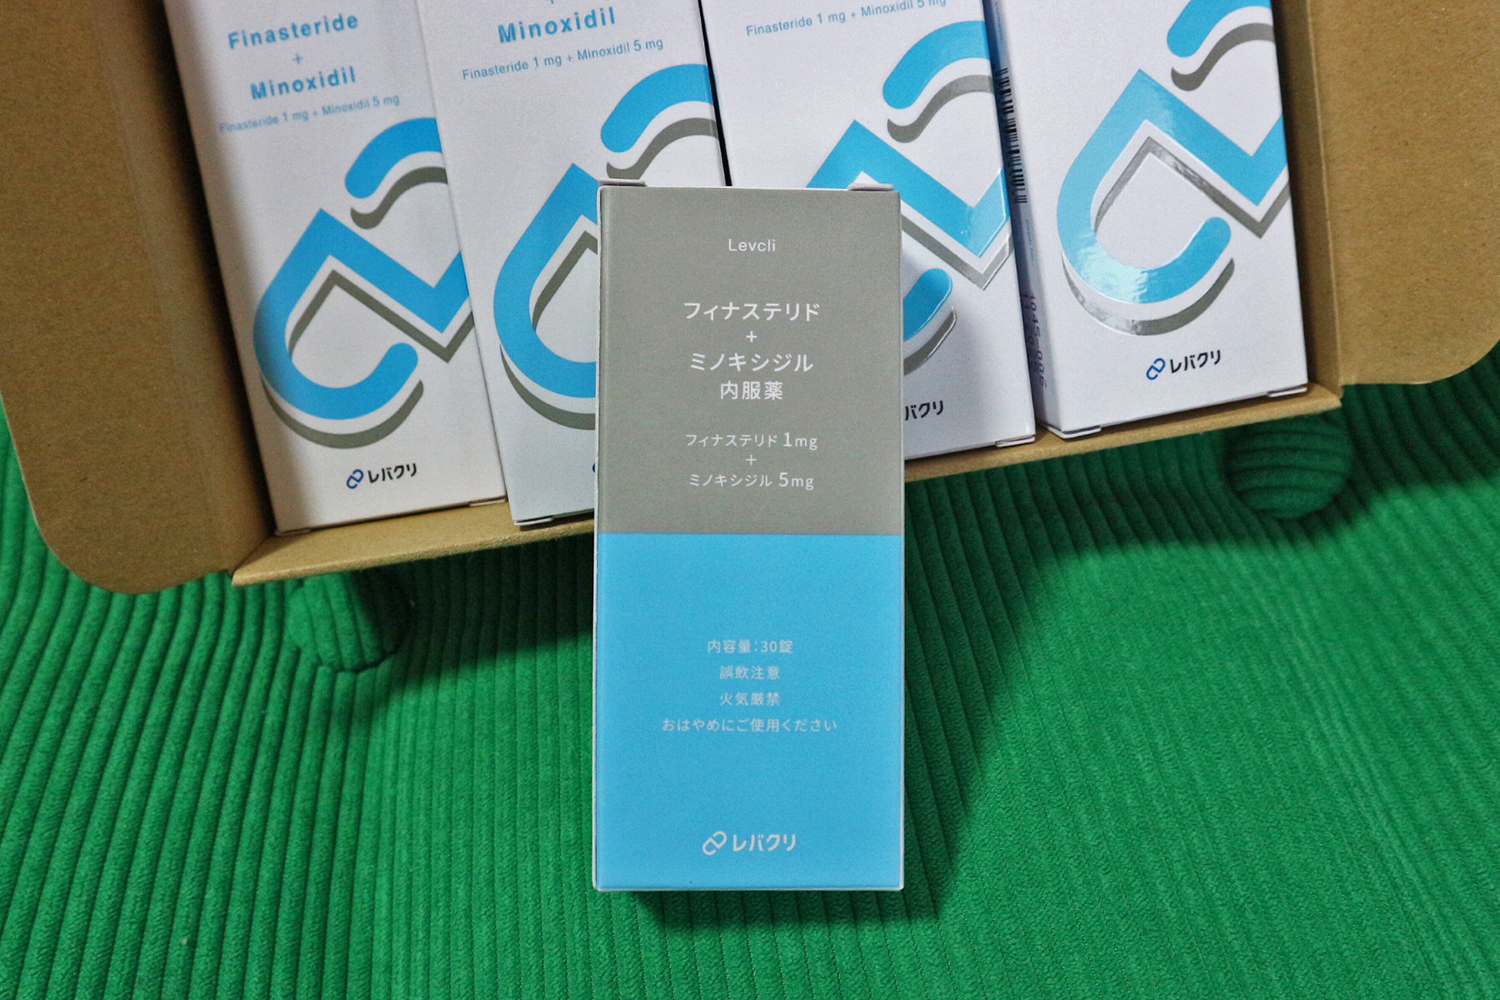 Finasteride
+
Minoxidil
Finasteride 1 mg + Minoxidil 5 mg
レバクリ
Minoxidil
Finasteride 1 mg + Minoxidil 5 mg
Finasteride 1 mg + Minoxidil 5 mg
バクリ
レバクリ
Levcli
フィナステリド
+
ミノキシジル
内服薬
フィナステリド 1mg
+
ミノキシジル 5mg
内容量：30錠
誤飲注意
火気厳禁
おはやめにご使用ください
レバクリ